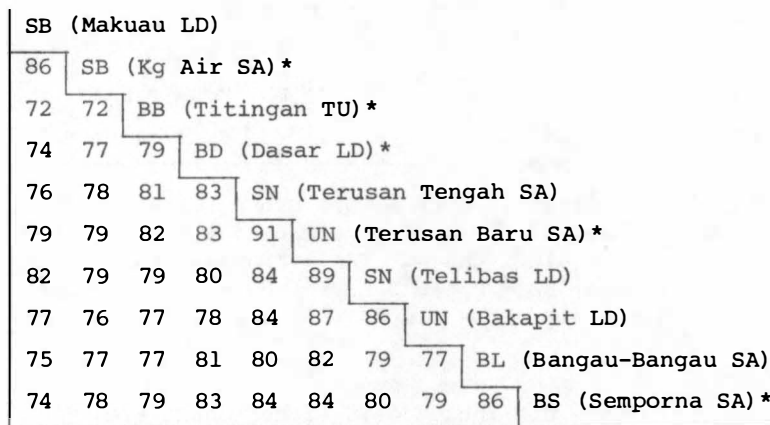 SB (Makuau LD)
86 SB (Kg Air SA)*
72 72 BB (Titingan TU)*
74 77 79 BD (Dasar LD)*
76 78 81 83 SN (Terusan Tengah SA)
79 79 82 83 91 UN (Terusan Baru SA)*
82 79 79 80 84 89 SN (Telibas LD)
77 76 77 78 84 87 86 UN (Bakapit LD)
75 77 77 81 80 82 79 77 BL (Bangau-Bangau SA)
74 78 79 83 84 84 80 79 86 BS (Semporna SA)*